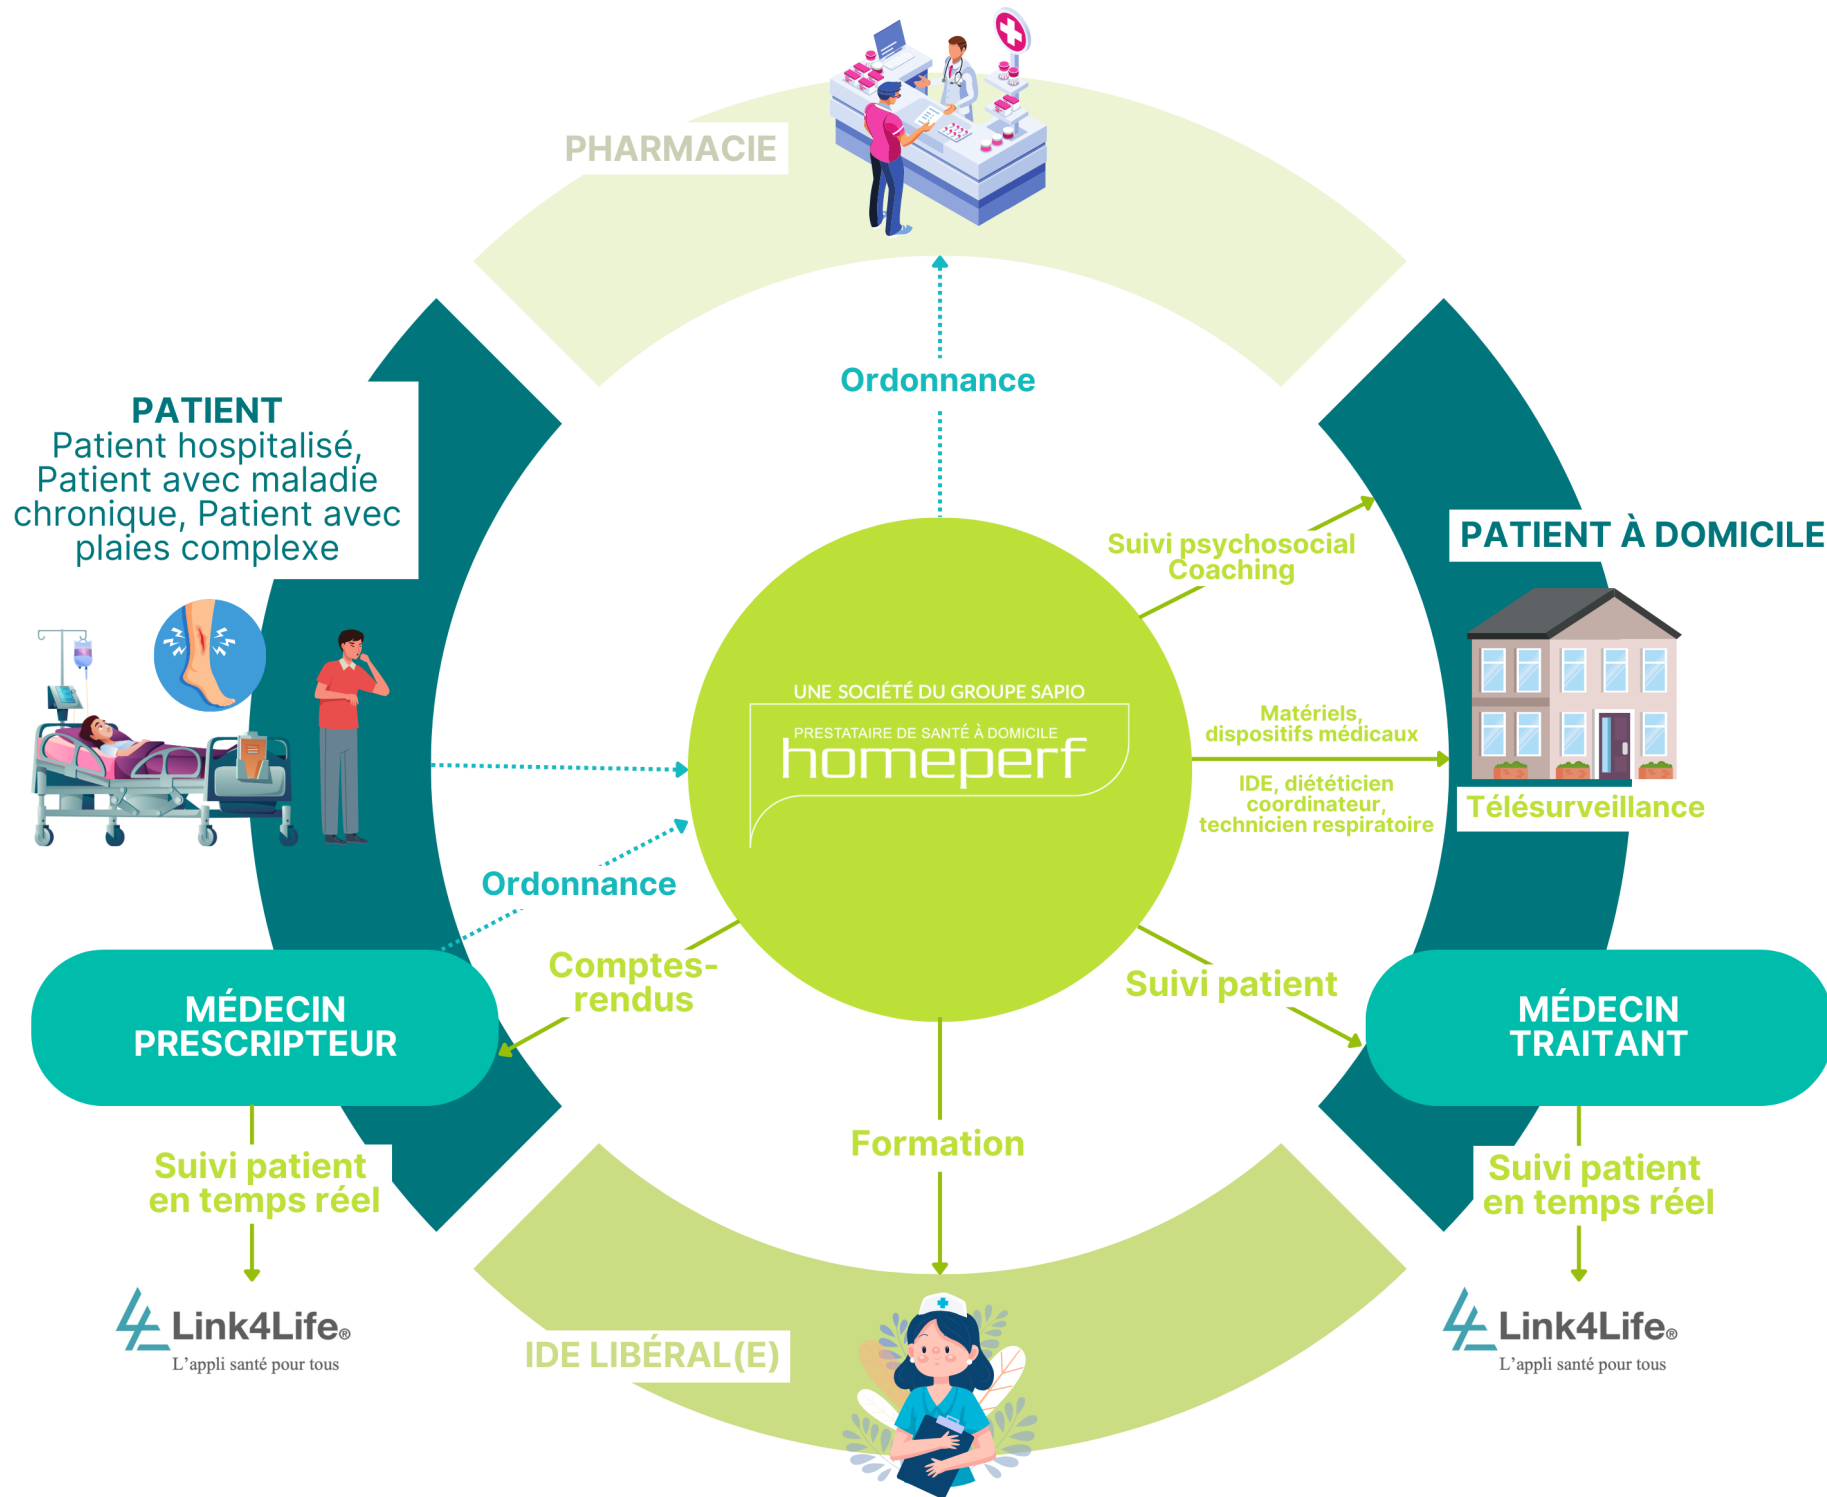 PHARMACIE
Ordonnance
PATIENT
Patient hospitalisé,
Patient avec maladie
chronique, Patient avec
plaies complexe
Suivi psychosocial
Coaching
PATIENT À DOMICILE
UNE SOCIÉTÉ DU GROUPE SAPIO
PRESTATAIRE DE SANTÉ À DOMICILE
homeperf
Matériels,
dispositifs médicaux
IDE, diététicien
coordinateur,
technicien respiratoire
Télésurveillance
Ordonnance
Comptes-
rendus
Suivi patient
MÉDECIN
PRESCRIPTEUR
MÉDECIN
TRAITANT
Formation
Suivi patient
en temps réel
Suivi patient
en temps réel
Link4Life®
L'appli santé pour tous
IDE LIBÉRAL(E)
Link4Life®
L'appli santé pour tous